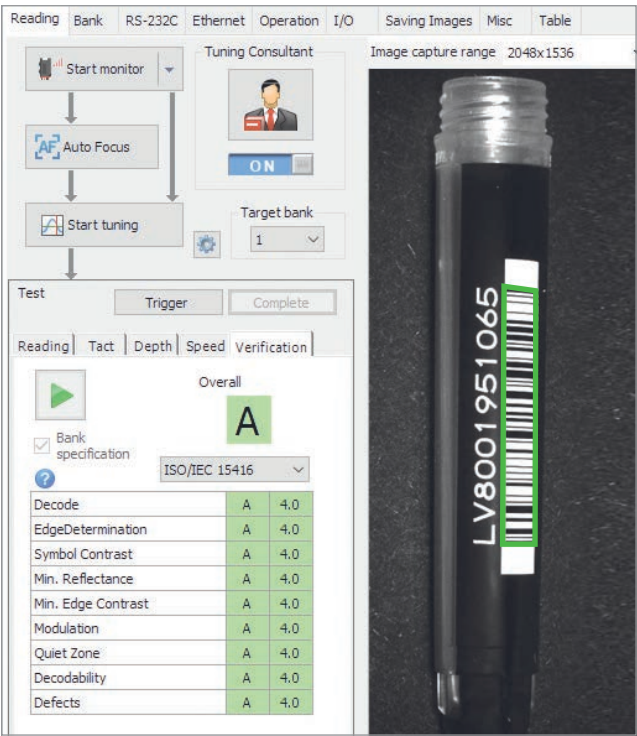 Reading Bank RS-232C Ethernet Operation I/O Saving Images Misc Table
Start monitor
Tuning Consultant
Image capture range 2048x1536
AF Auto Focus
ON
Start tuning
Target bank
1
Test
Trigger
Complete
Reading Tact Depth Speed Verification
Overall
A
Bank
specification
ISO/IEC 15416
Decode A 4.0
EdgeDetermination A 4.0
Symbol Contrast A 4.0
Min. Reflectance A 4.0
Min. Edge Contrast A 4.0
Modulation A 4.0
Quiet Zone A 4.0
Decodability A 4.0
Defects A 4.0
LV8001951065